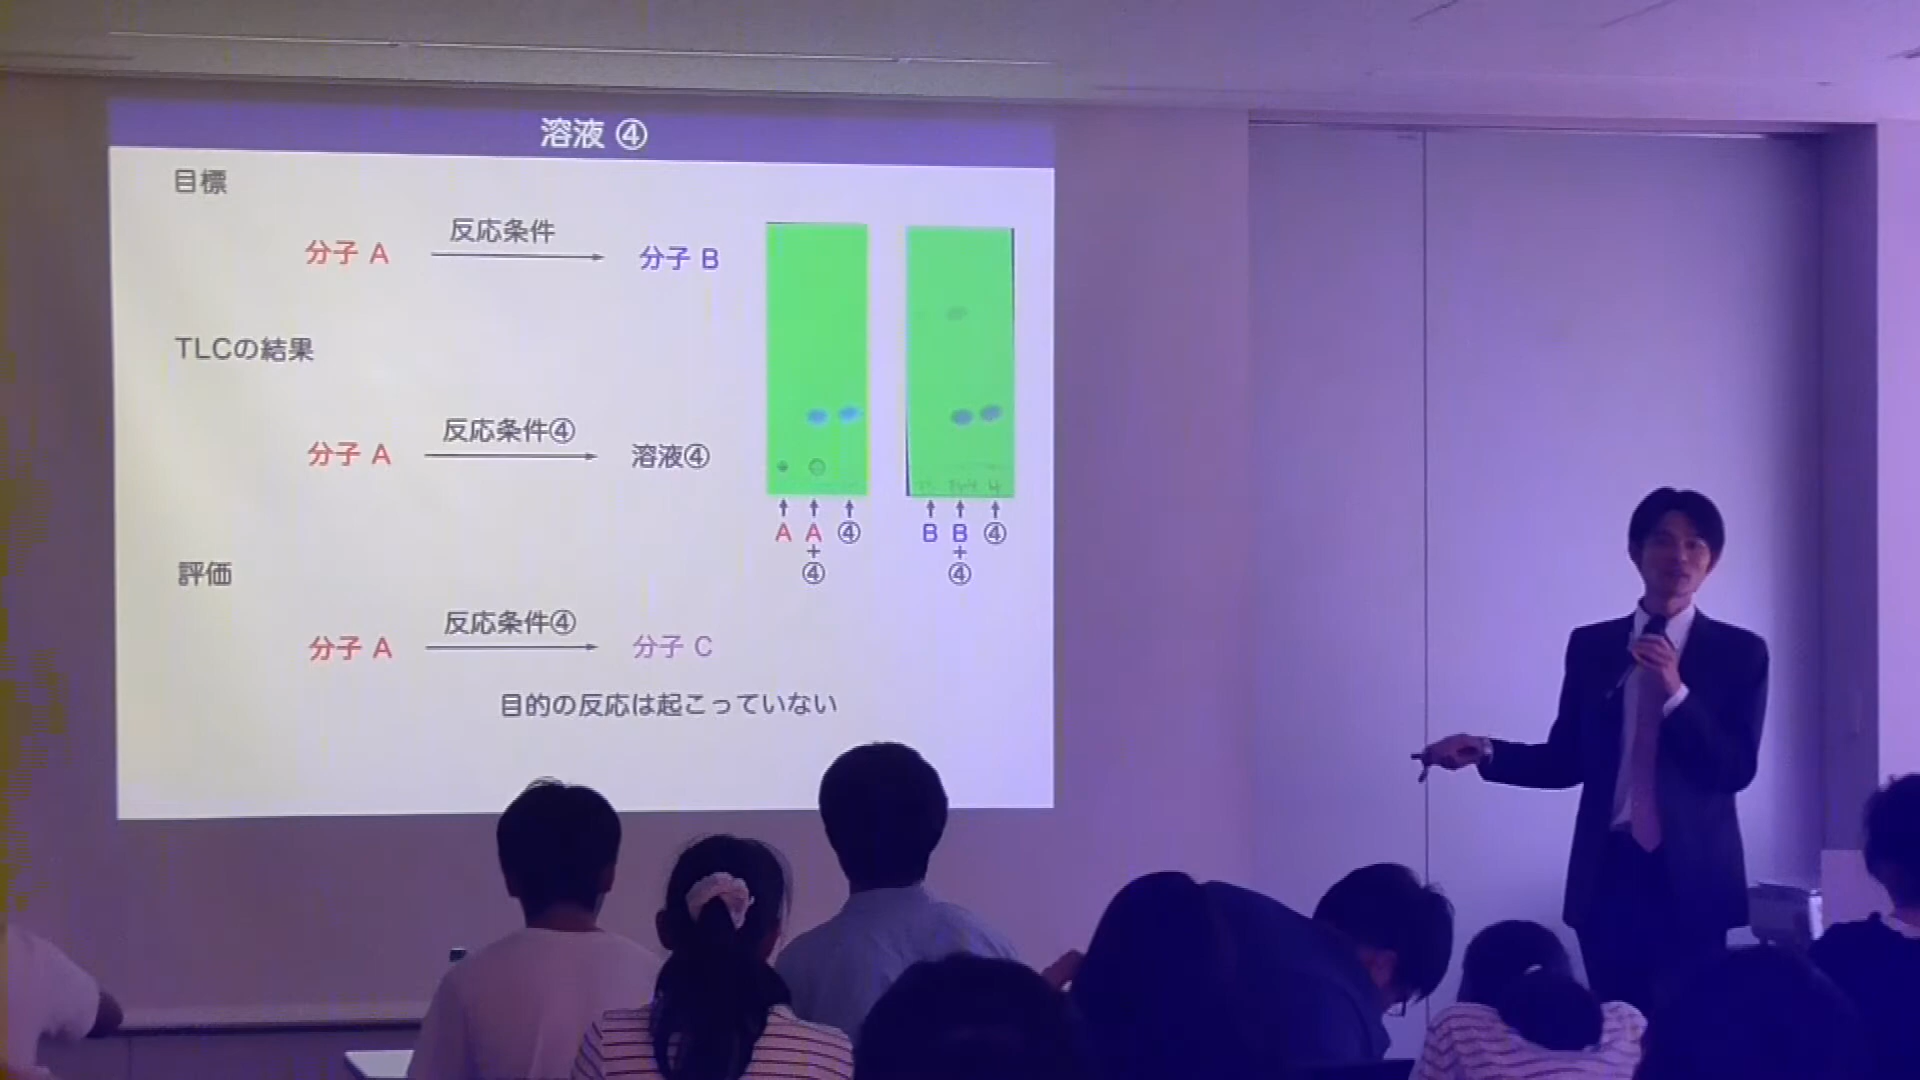 溶液 ④
目標
分子 A
反応条件
分子 B
TLCの結果
分子 A
反応条件④
溶液④
A A ④
+
④
B B ④
+
④
評価
分子 A
反応条件④
分子 C
目的の反応は起こっていない